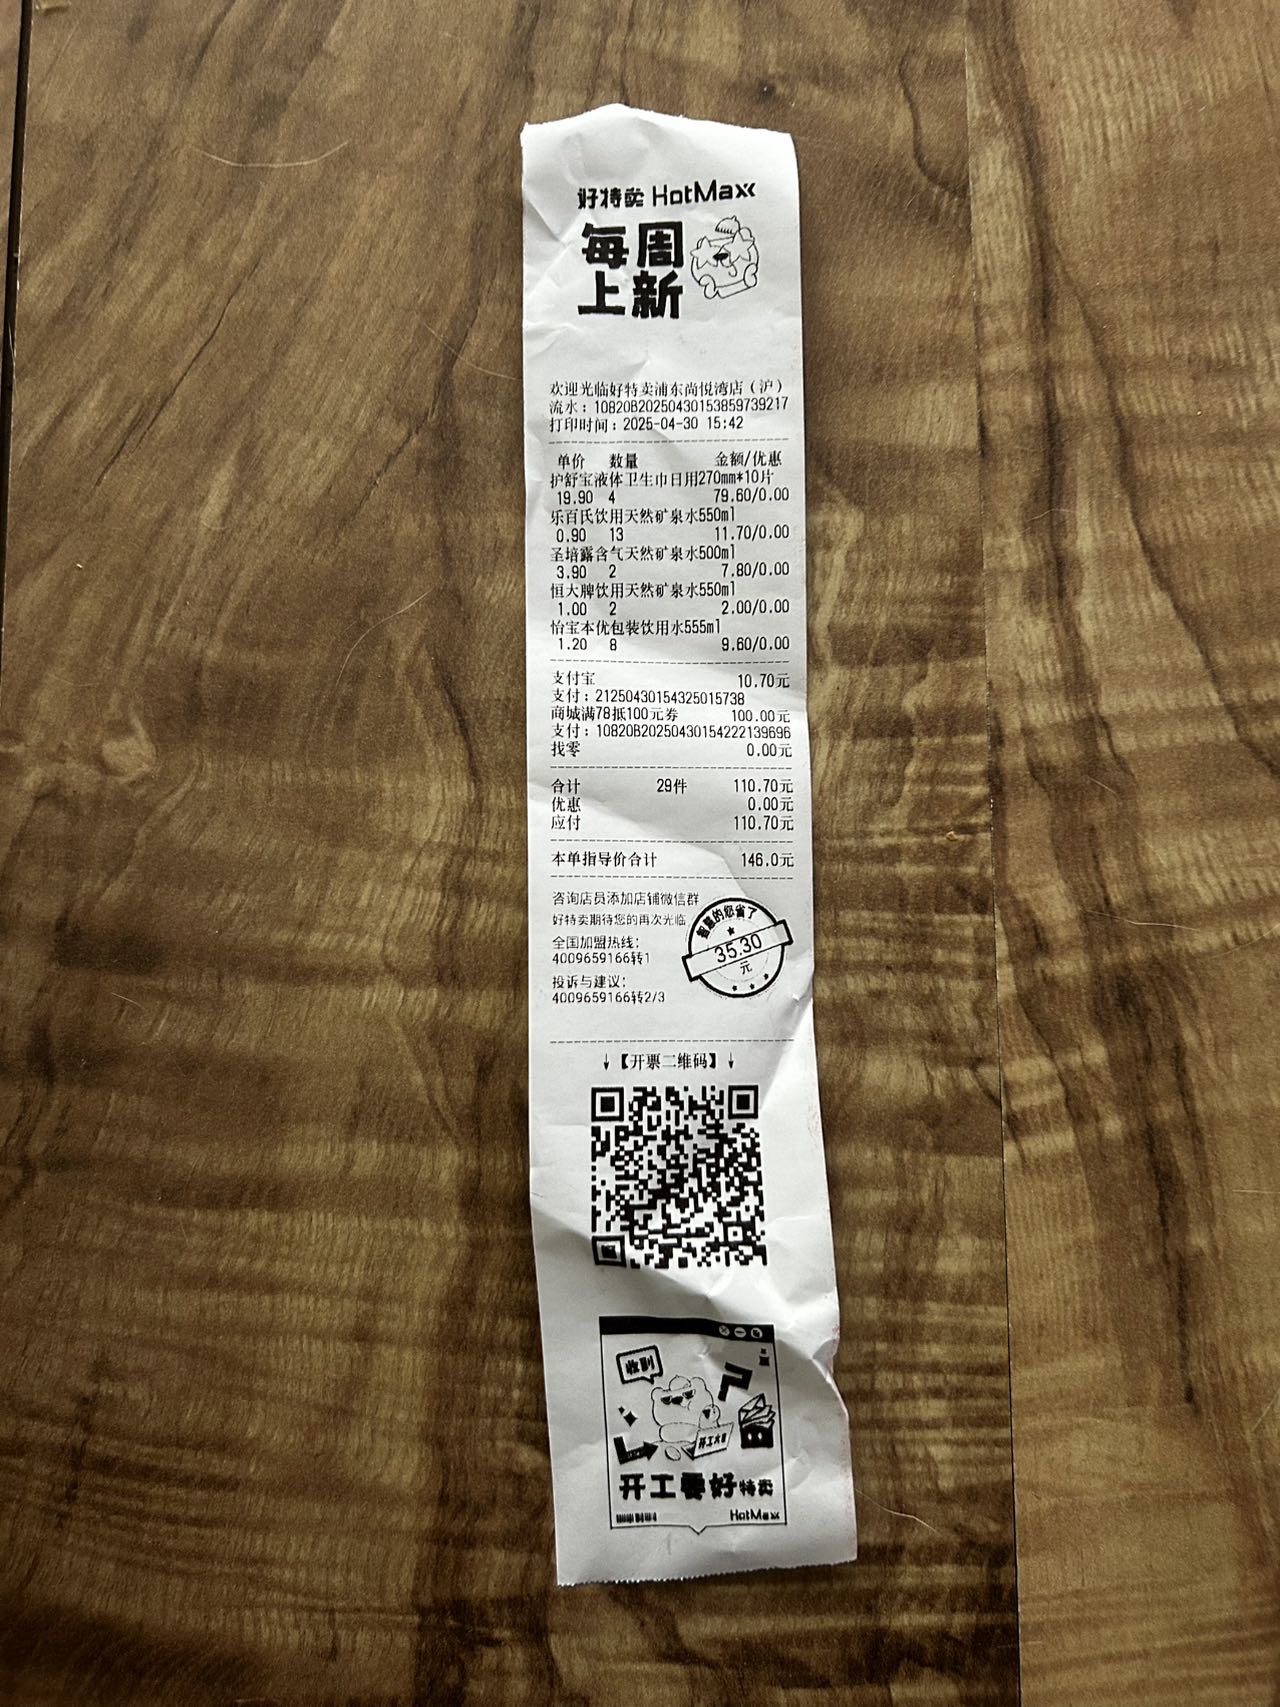 好特卖 HotMaxx
每周
上新
欢迎光临好特卖浦东尚悦湾店（沪）
流水：10820B20250430153859739217
打印时间：2025-04-30 15:42
单价 数量 金额/优惠
护舒宝液体卫生巾日用270mm*10片
19.90 4 79.60/0.00
乐百氏饮用天然矿泉水550ml
0.90 13 11.70/0.00
圣培露含气天然矿泉水500ml
3.90 2 7.80/0.00
恒大牌饮用天然矿泉水550ml
1.00 2 2.00/0.00
怡宝本优包装饮用水555ml
1.20 8 9.60/0.00
支付宝 10.70元
支付：21250430154325015738
商城满78抵100元券 100.00元
支付：10820B20250430154222139696
找零 0.00元
合计 29件 110.70元
优惠 0.00元
应付 110.70元
本单指导价合计 146.0元
咨询店员添加店铺微信群
好特卖期待您的再次光临
全国加盟热线：
4009659166转1
投诉与建议：
4009659166转2/3
智慧的您省了
35.30
元
↓【开票二维码】↓
收到
开工大吉
开工要好特卖
HotMaxx